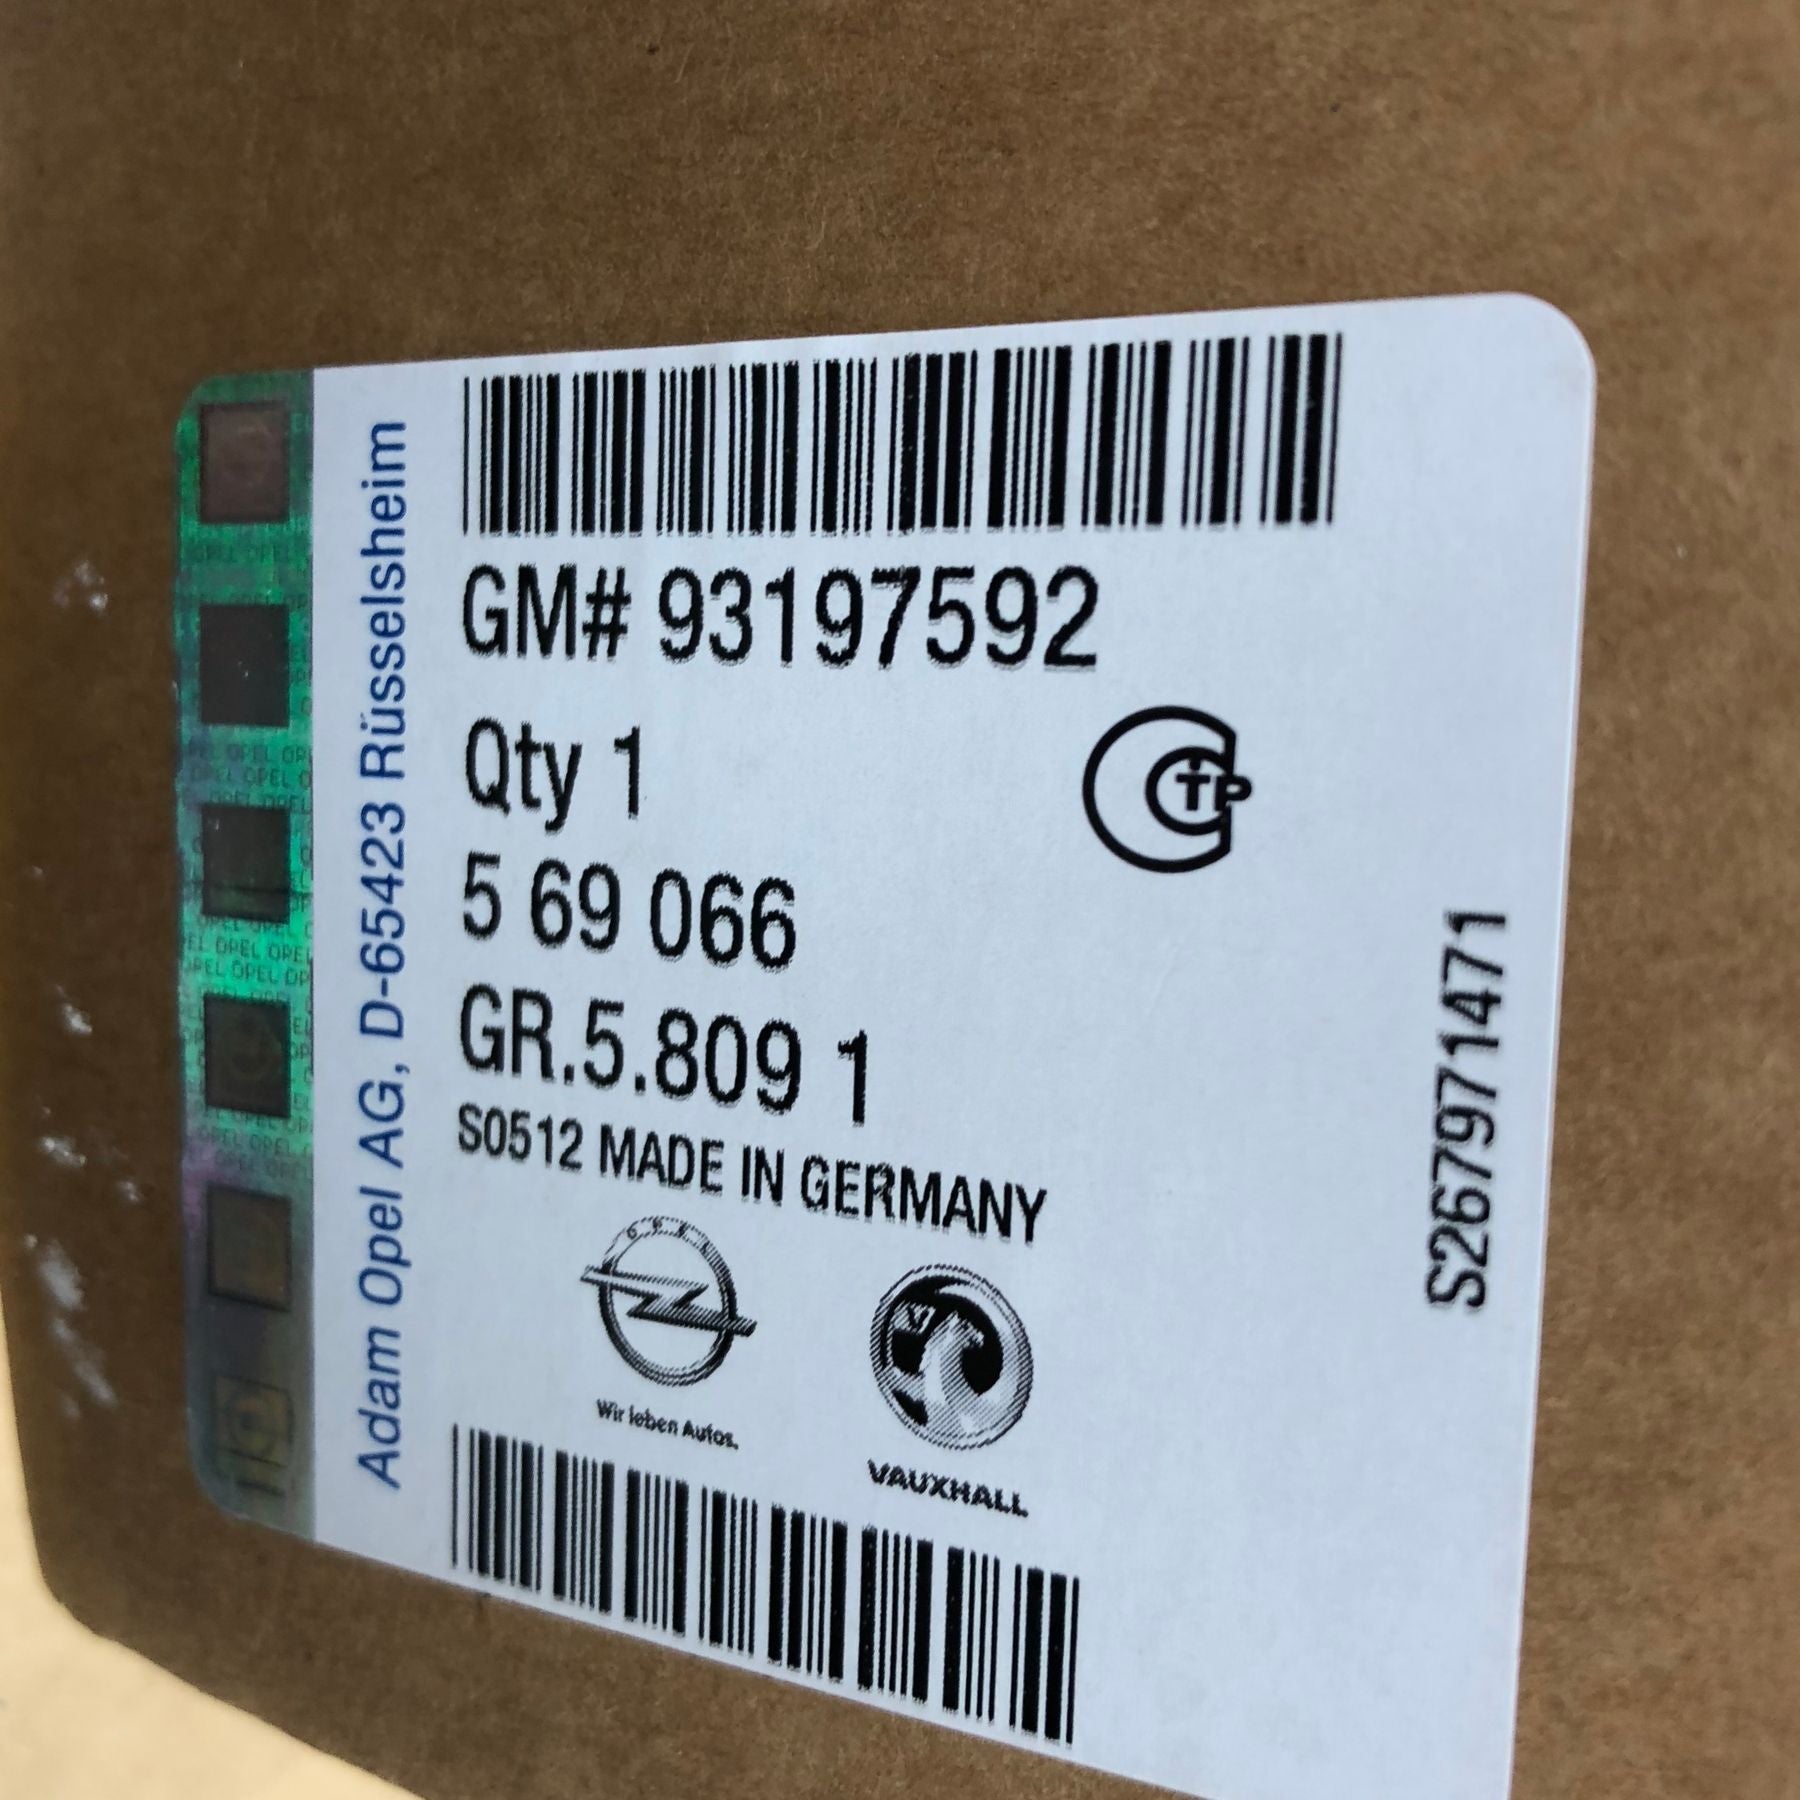 Adam Opel AG, D-65423 Rüsselsheim
GM# 93197592
Qty 1
5 69 066
GR.5.809 1
S0512 MADE IN GERMANY
OPEL
Wir leben Autos.
VAUXHALL
S267971471